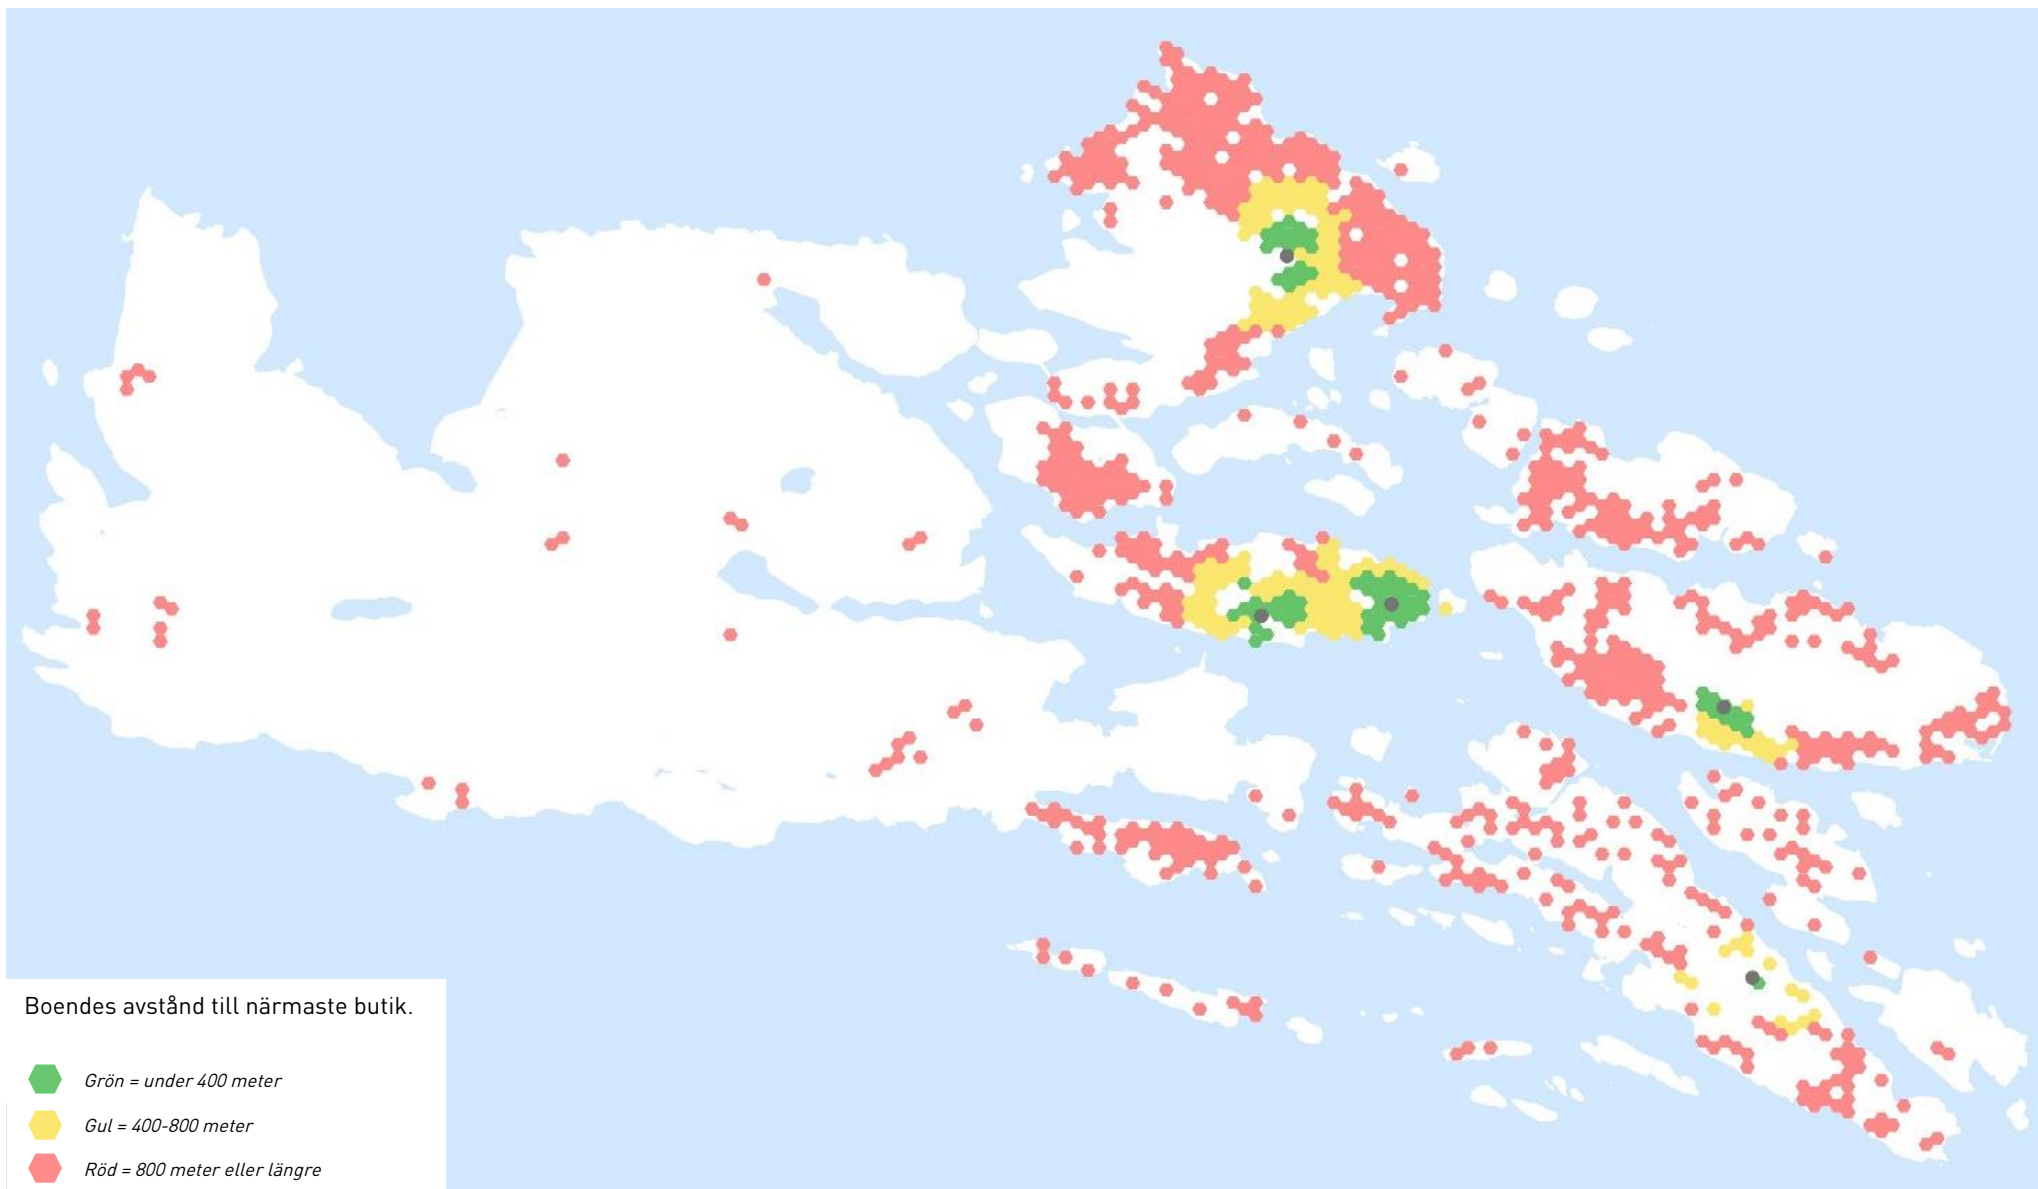 Boendes avstånd till närmaste butik.
Grön = under 400 meter
Gul = 400-800 meter
Röd = 800 meter eller längre